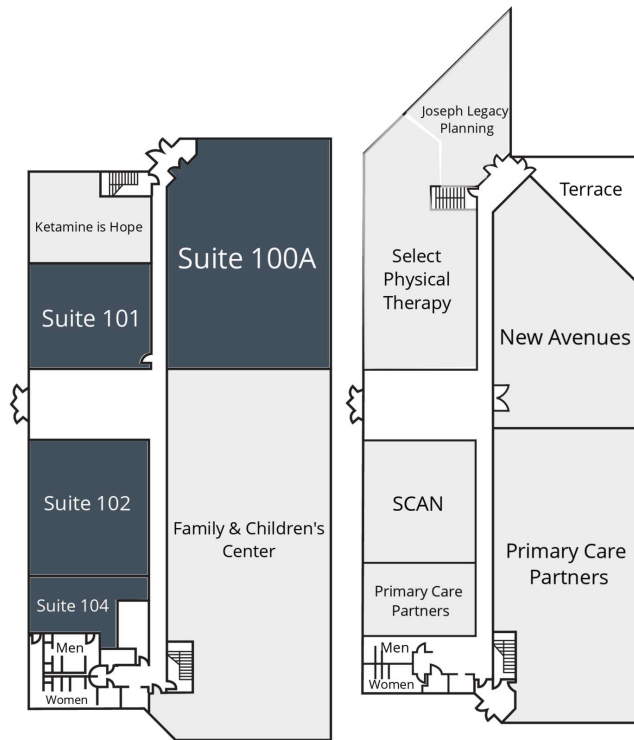 Ketamine is Hope
Suite 100A
Suite 101
Suite 102
Family & Children's
Center
Suite 104
Men
Women
Joseph Legacy
Planning
Terrace
Select
Physical
Therapy
New Avenues
SCAN
Primary Care
Partners
Primary Care
Partners
Men
Women